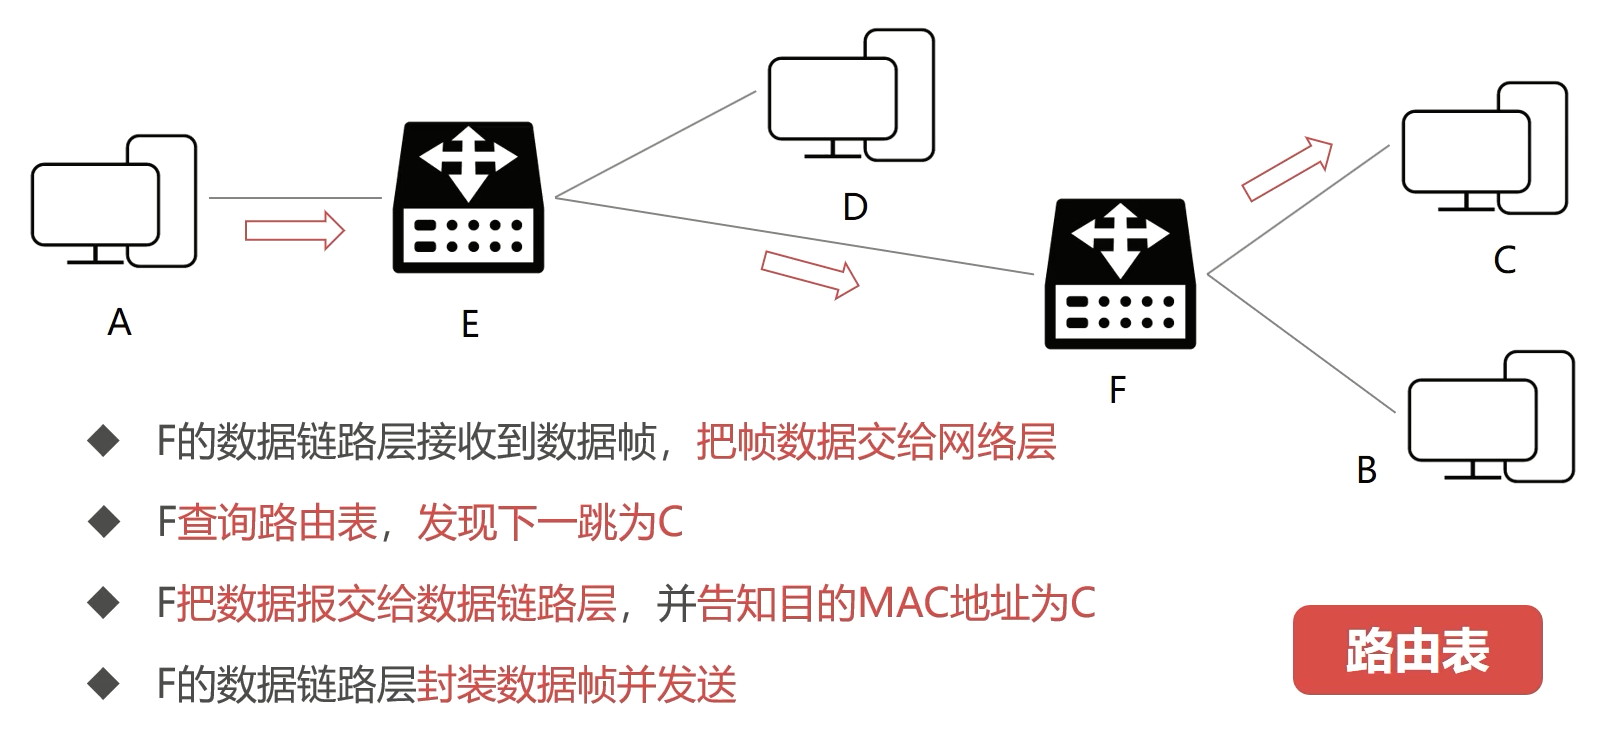 D
C
A
E
F
B
F的数据链路层接收到数据帧，把帧数据交给网络层
F查询路由表，发现下一跳为C
F把数据报交给数据链路层，并告知目的MAC地址为C
F的数据链路层封装数据帧并发送
路由表